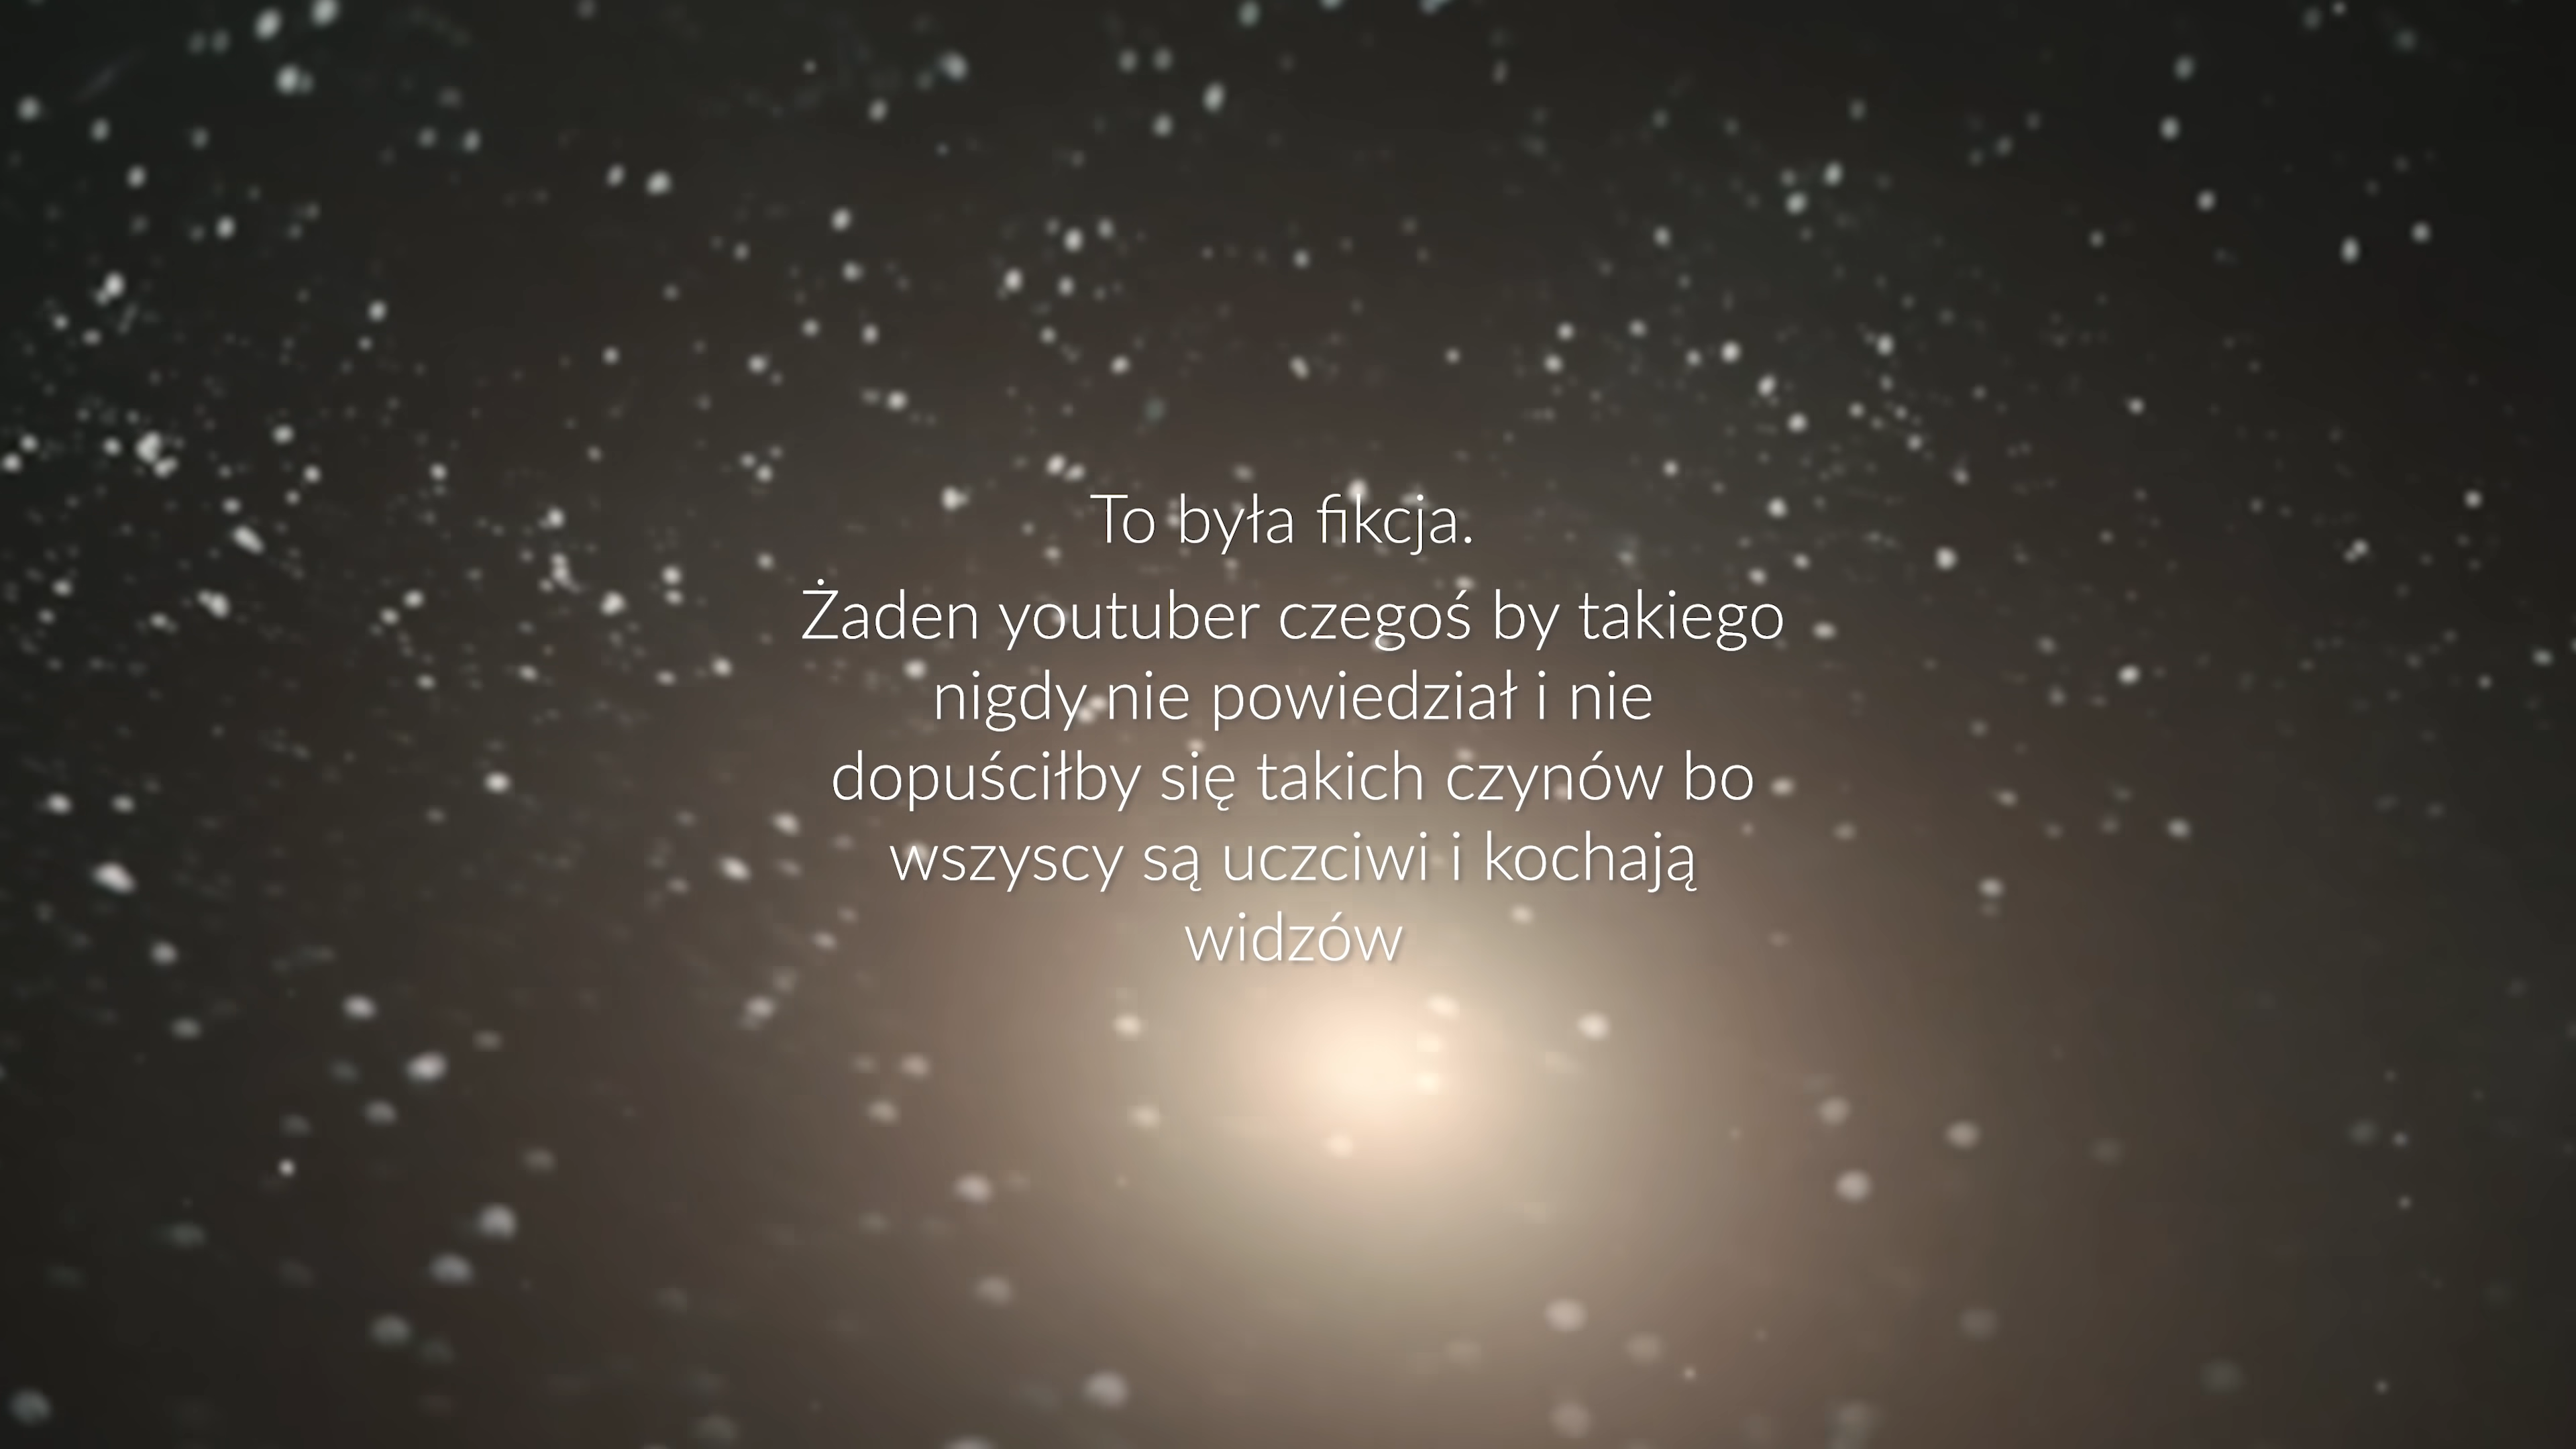 To była fikcja.
Żaden youtuber czegoś by takiego
nigdy nie powiedział i nie
dopuściłby się takich czynów bo
wszyscy są uczciwi i kochają
widzów